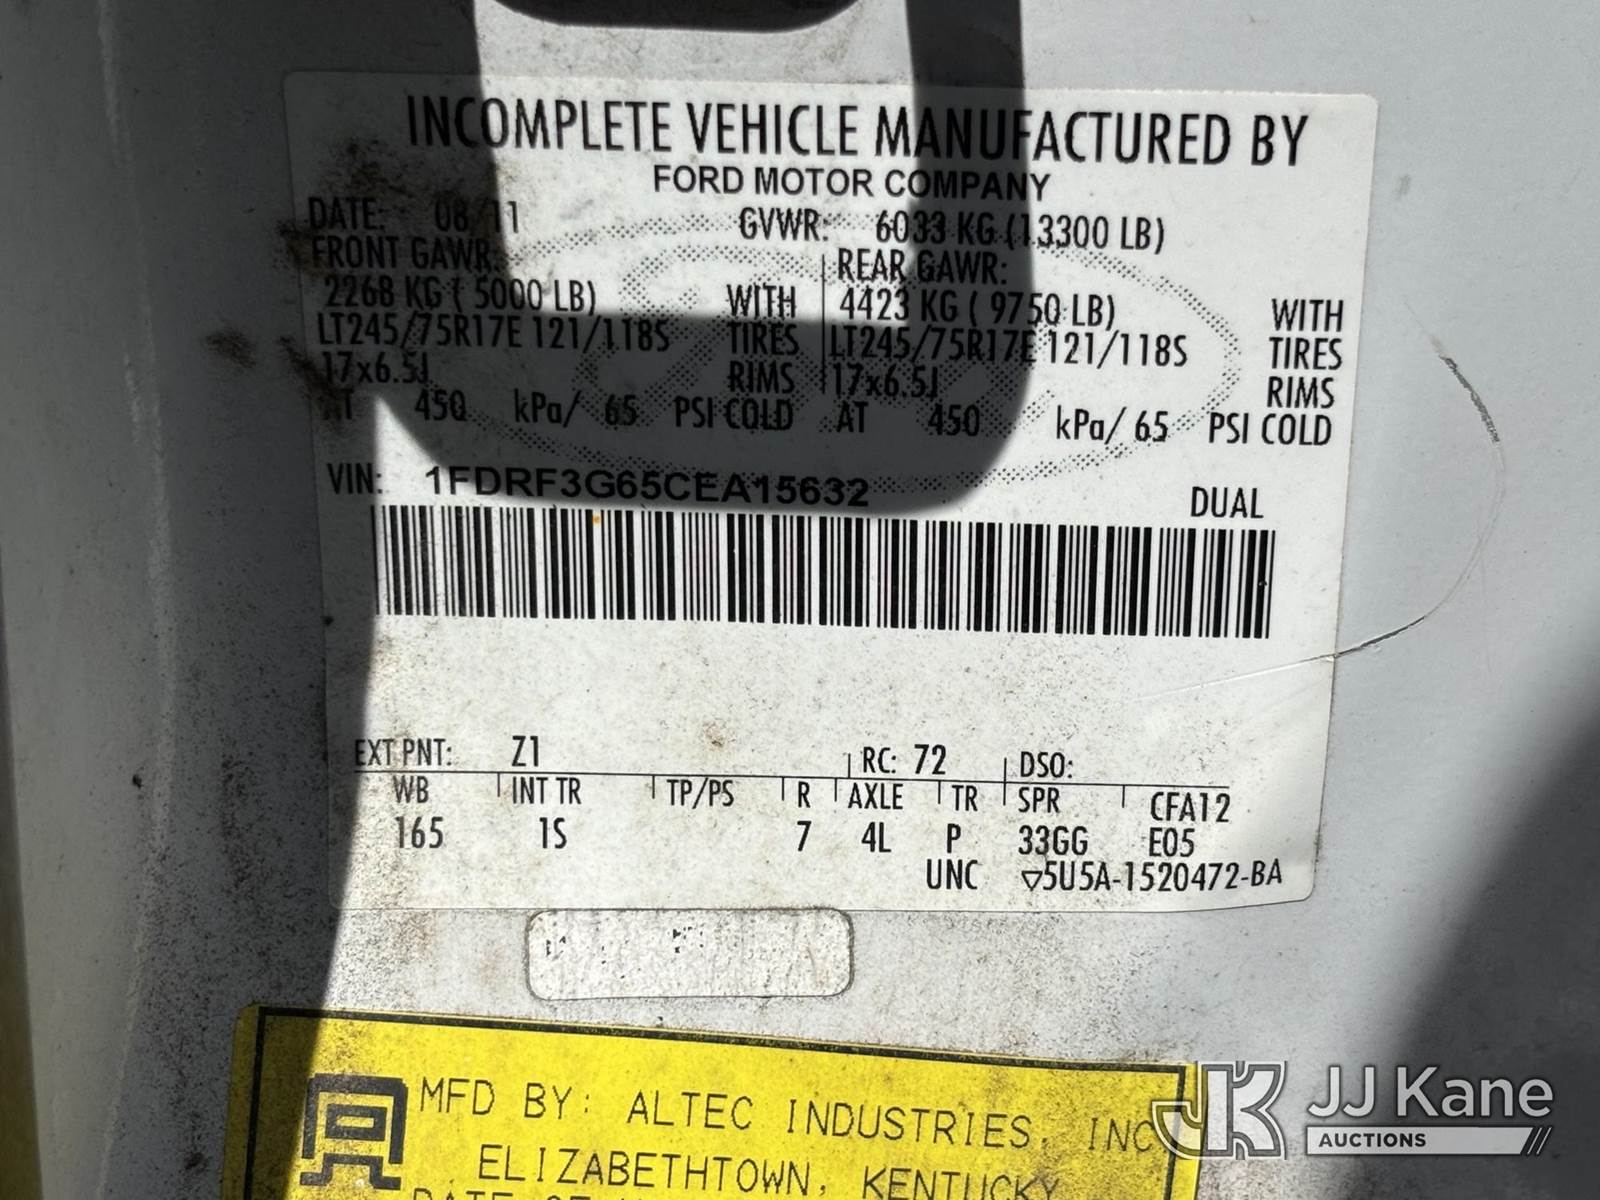 INCOMPLETE VEHICLE MANUFACTURED BY
FORD MOTOR COMPANY
DATE: 08/11 GVWR: 6033 KG (13300 LB)
FRONT GAWR: REAR GAWR:
2268 KG ( 5000 LB) WITH 4423 KG ( 9750 LB) WITH
LT245/75R17E 121/118S TIRES LT245/75R17E 121/118S TIRES
17x6.5J RIMS 17x6.5J RIMS
AT 450 kPa/ 65 PSI COLD AT 450 kPa/ 65 PSI COLD
VIN: 1FDRF3G65CEA15632 DUAL
EXT PNT: Z1 RC: 72 DSO:
WB INT TR TP/PS R AXLE TR SPR CFA12
165 1S 7 4L P 33GG E05
UNC ▽5U5A-1520472-BA
MFD BY: ALTEC INDUSTRIES, INC
ELIZABETHTOWN, KENTUCKY
JK JJ Kane
AUCTIONS